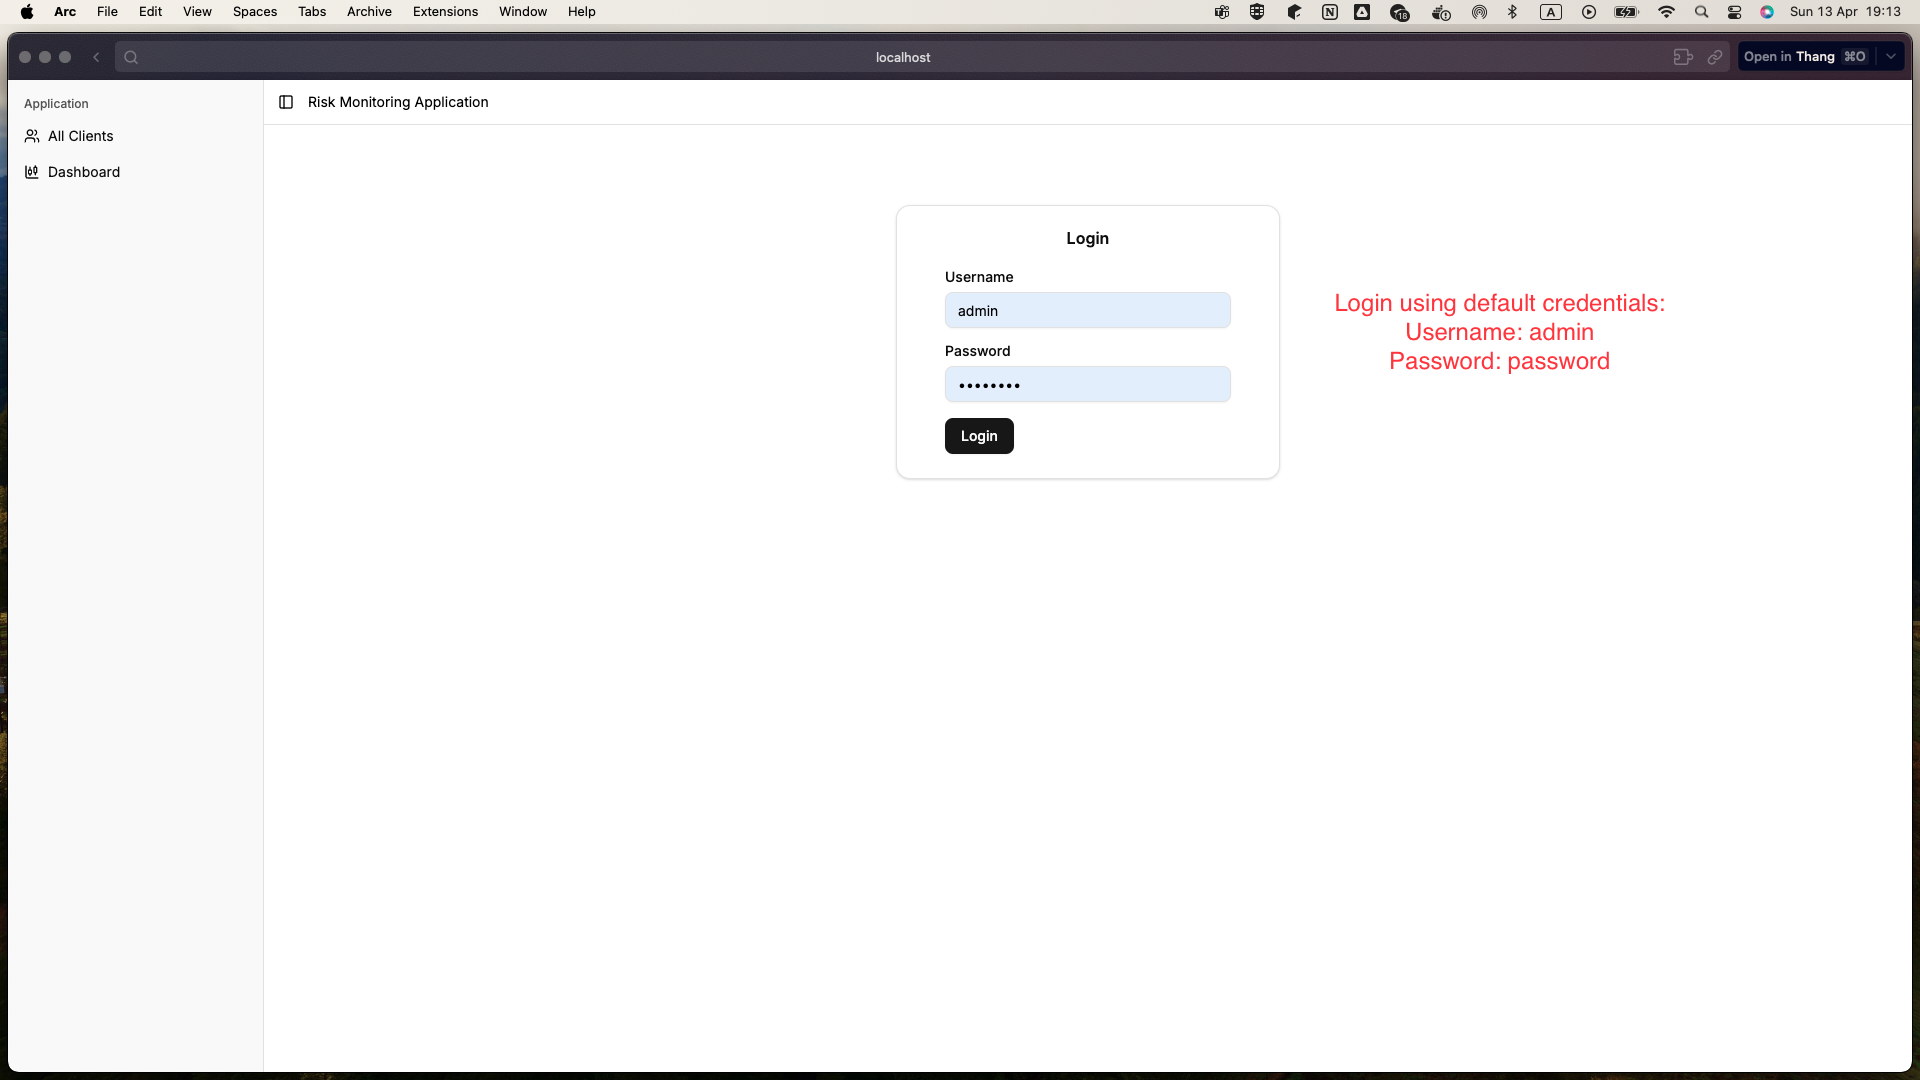 Arc File Edit View Spaces Tabs Archive Extensions Window Help 18 A Sun 13 Apr 19:13
localhost Open in Thang ⌘O
Application
All Clients
Dashboard
Risk Monitoring Application
Login
Username
admin
Password
••••••••
Login
Login using default credentials:
Username: admin
Password: password